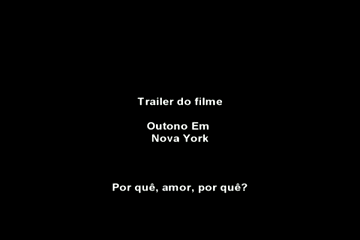 Trailer do filme
Outono Em
Nova York
Por quê, amor, por quê?